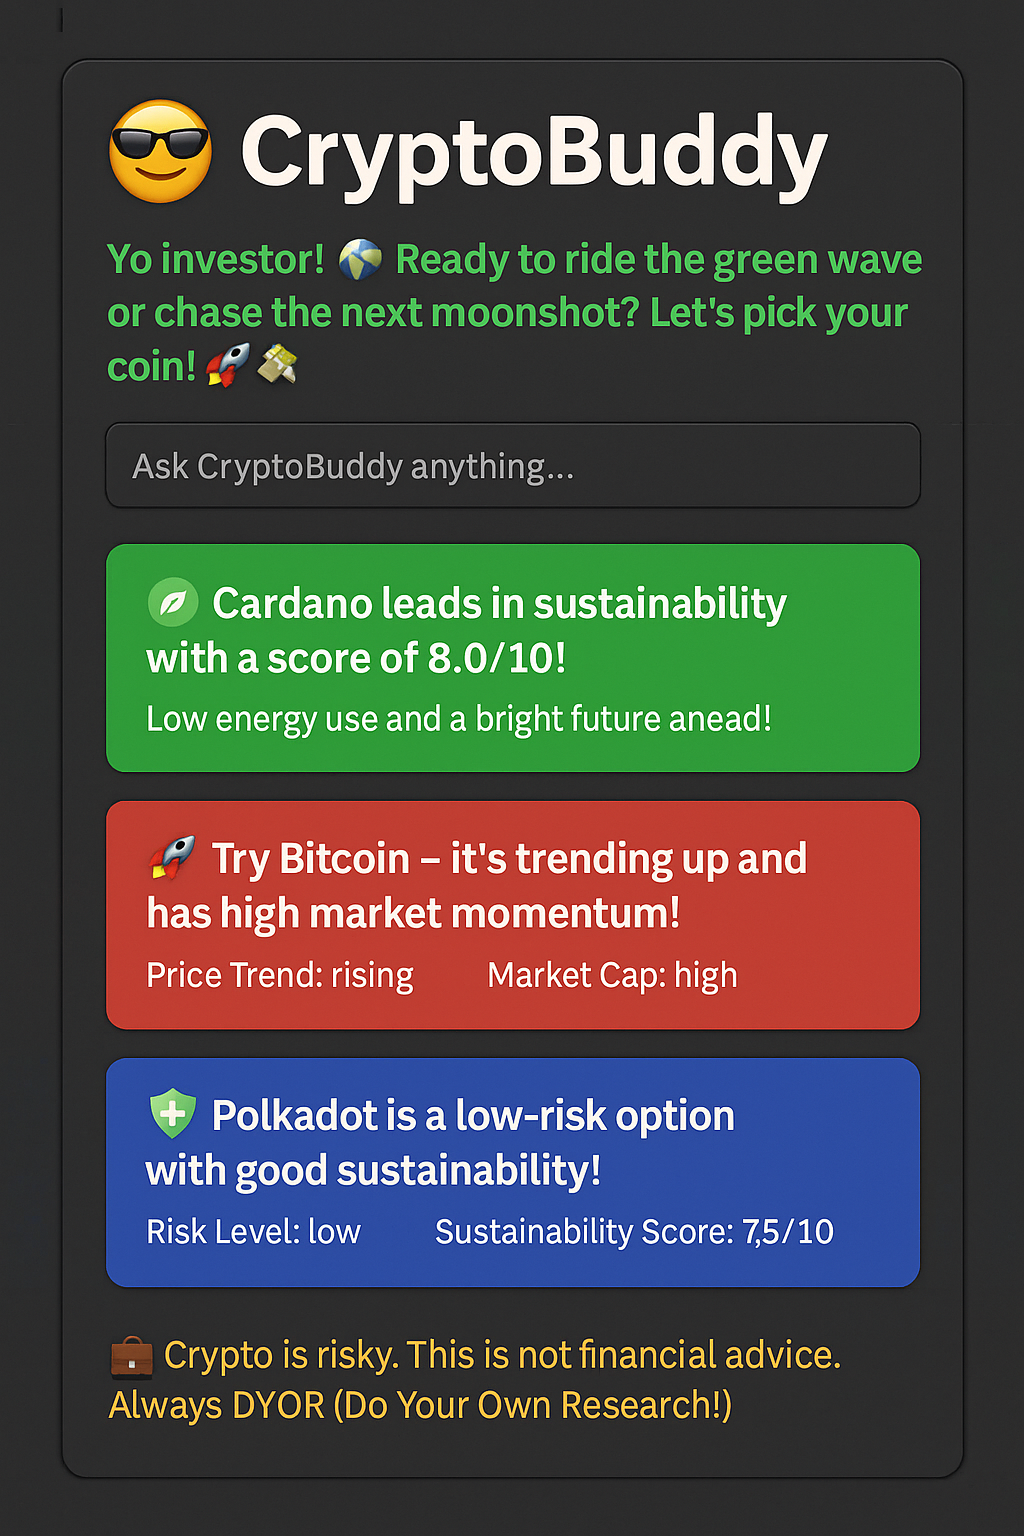 😎 CryptoBuddy
Yo investor! 🌍 Ready to ride the green wave
or chase the next moonshot? Let's pick your
coin! 🚀💸
Ask CryptoBuddy anything...
Cardano leads in sustainability
with a score of 8.0/10!
Low energy use and a bright future ahead!
🚀 Try Bitcoin – it's trending up and
has high market momentum!
Price Trend: rising Market Cap: high
Polkadot is a low-risk option
with good sustainability!
Risk Level: low Sustainability Score: 7,5/10
💼 Crypto is risky. This is not financial advice.
Always DYOR (Do Your Own Research!)